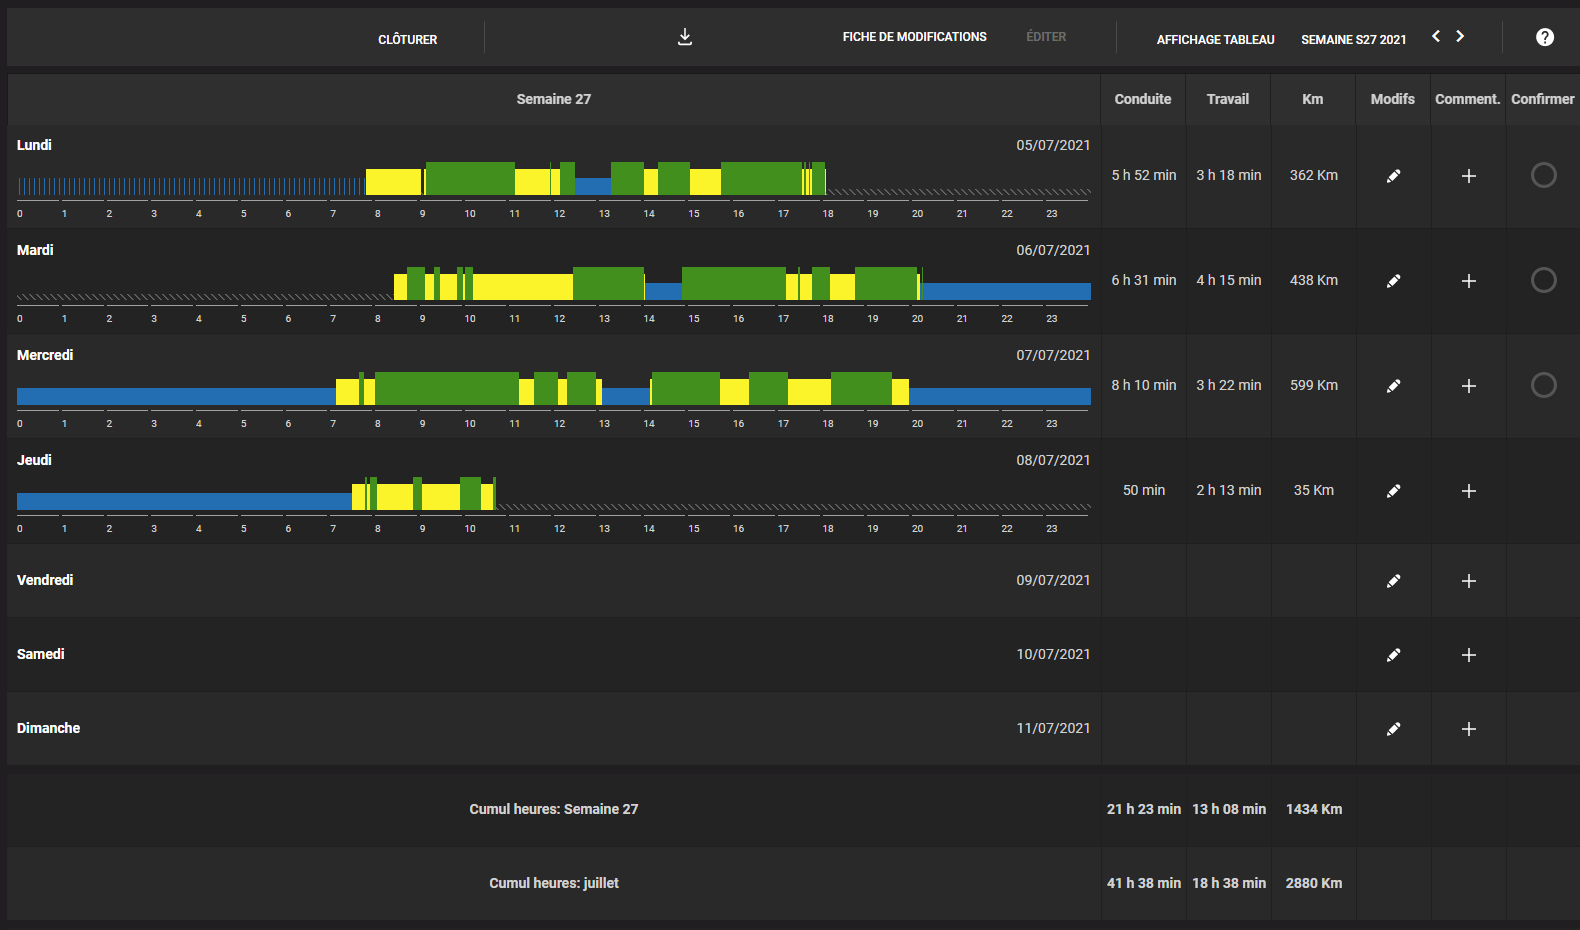 CLÔTURER FICHE DE MODIFICATIONS ÉDITER AFFICHAGE TABLEAU SEMAINE S27 2021
Semaine 27 Conduite Travail Km Modifs Comment. Confirmer
Lundi 05/07/2021
5 h 52 min 3 h 18 min 362 Km
0 1 2 3 4 5 6 7 8 9 10 11 12 13 14 15 16 17 18 19 20 21 22 23
Mardi 06/07/2021
6 h 31 min 4 h 15 min 438 Km
0 1 2 3 4 5 6 7 8 9 10 11 12 13 14 15 16 17 18 19 20 21 22 23
Mercredi 07/07/2021
8 h 10 min 3 h 22 min 599 Km
0 1 2 3 4 5 6 7 8 9 10 11 12 13 14 15 16 17 18 19 20 21 22 23
Jeudi 08/07/2021
50 min 2 h 13 min 35 Km
0 1 2 3 4 5 6 7 8 9 10 11 12 13 14 15 16 17 18 19 20 21 22 23
Vendredi 09/07/2021
Samedi 10/07/2021
Dimanche 11/07/2021
Cumul heures: Semaine 27 21 h 23 min 13 h 08 min 1434 Km
Cumul heures: juillet 41 h 38 min 18 h 38 min 2880 Km